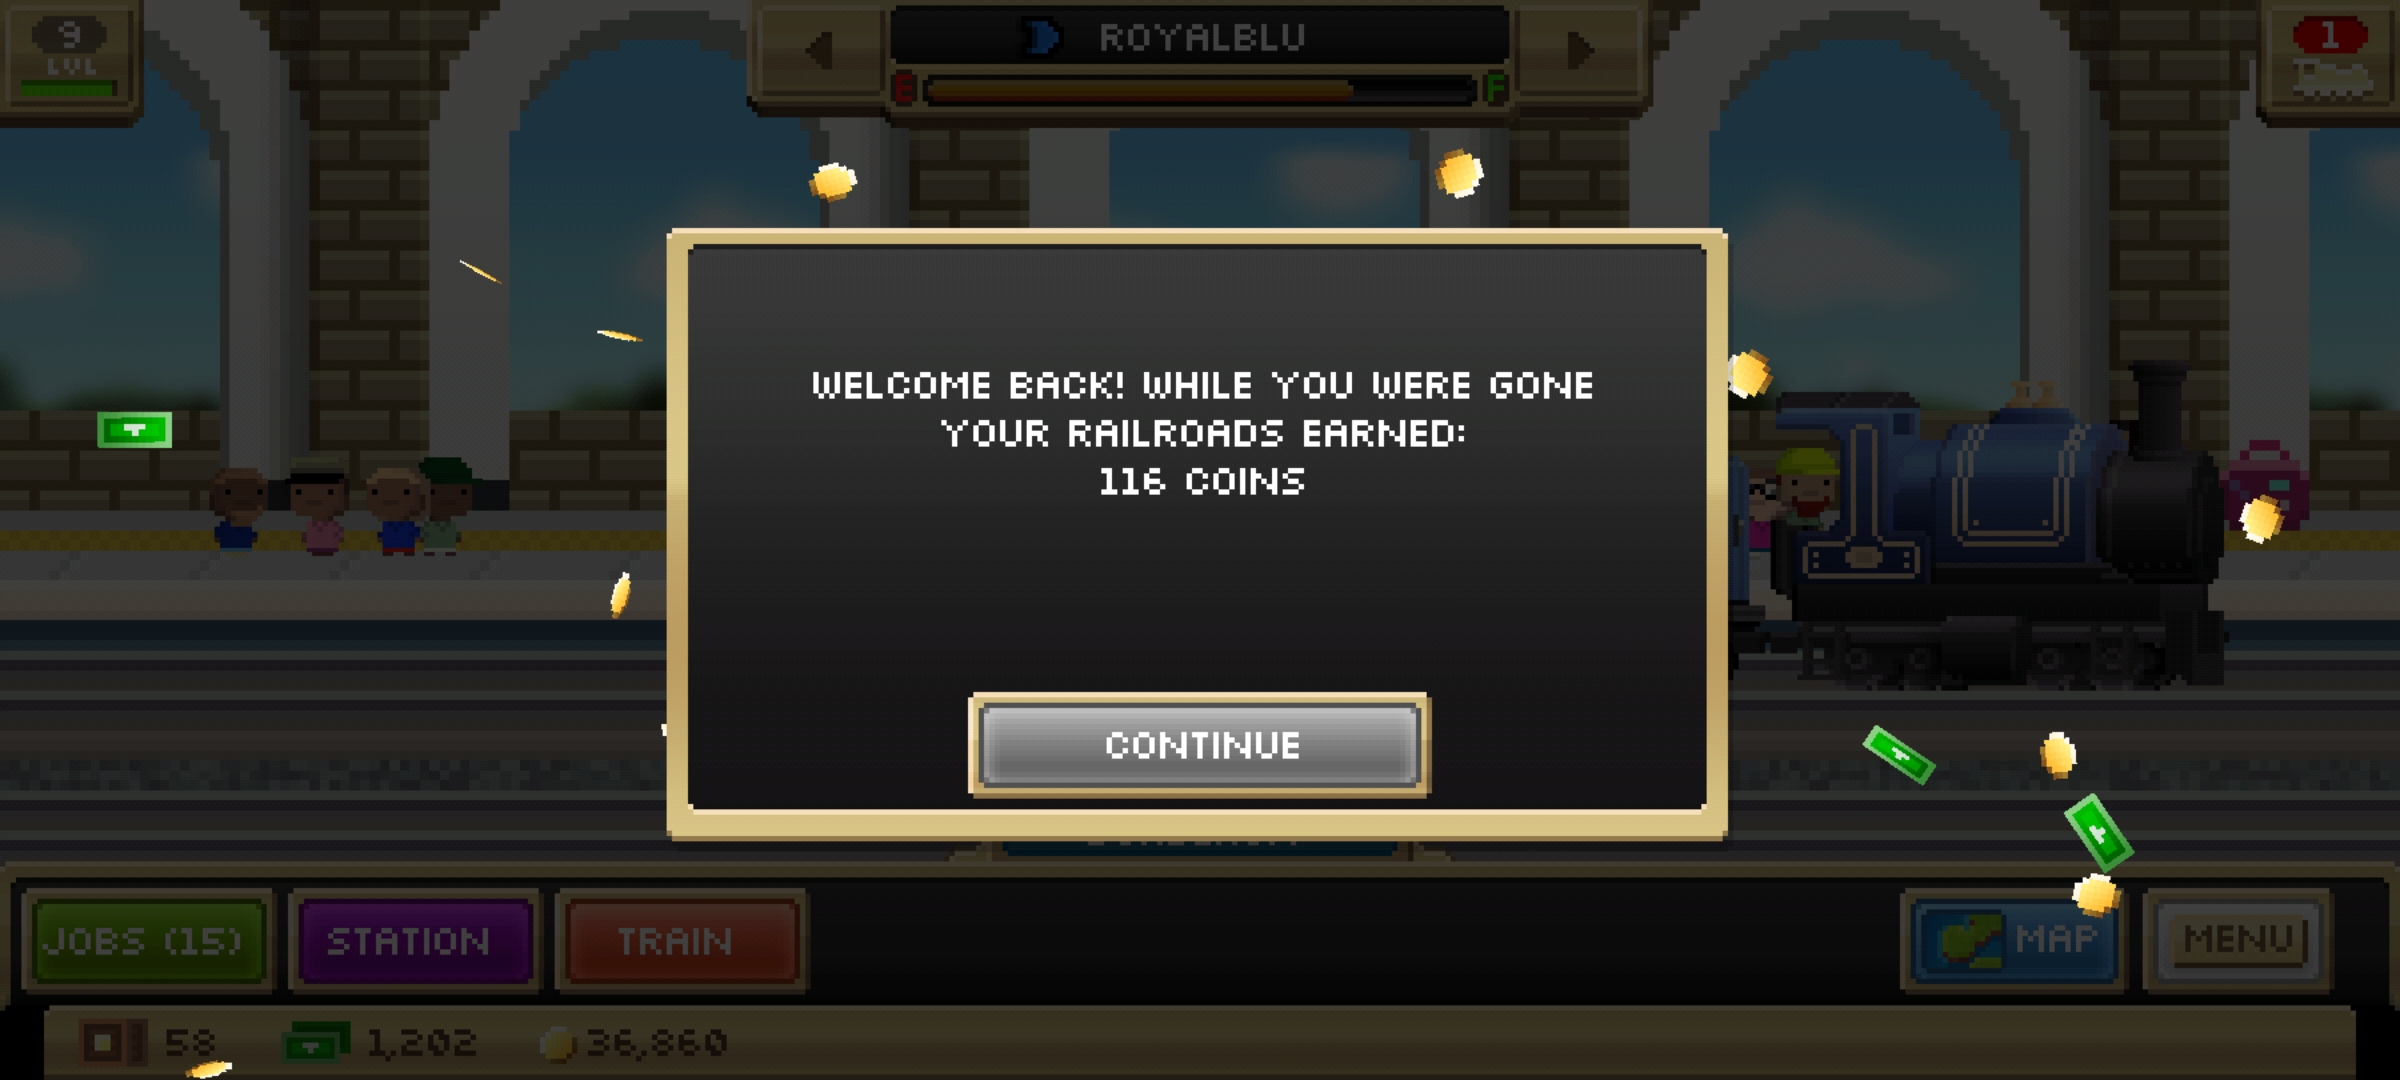 9
LVL
ROYALBLU
E
F
1
WELCOME BACK! WHILE YOU WERE GONE
YOUR RAILROADS EARNED:
116 COINS
CONTINUE
JOBS (15)
STATION
TRAIN
MAP
MENU
58
1,202
36,860